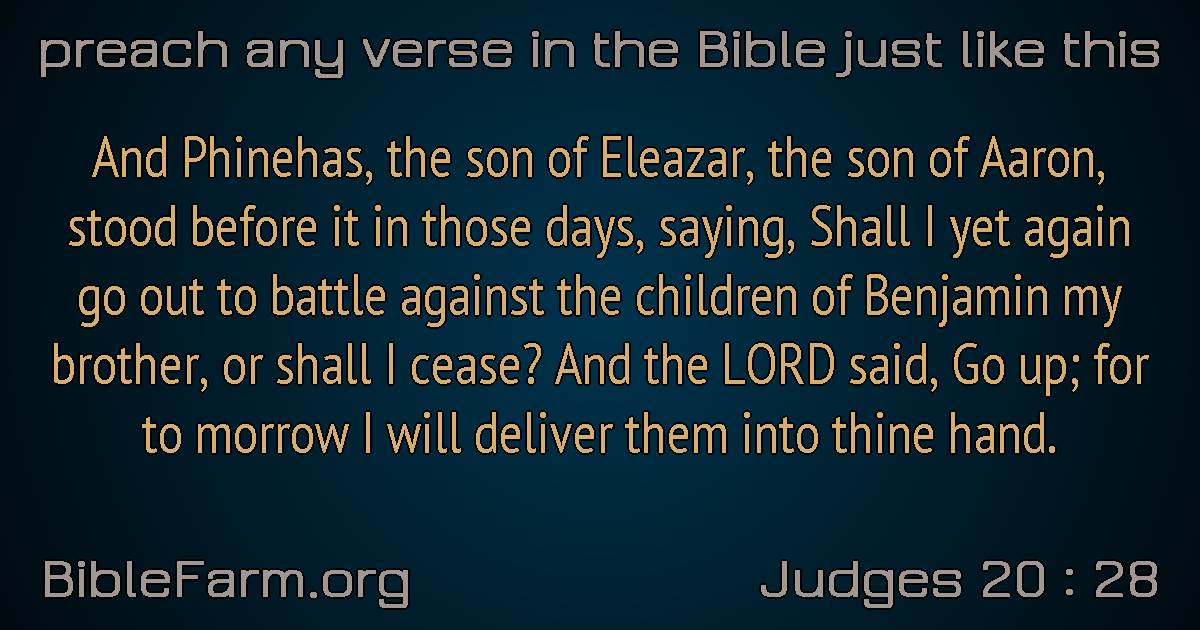 preach any verse in the Bible just like this
And Phinehas, the son of Eleazar, the son of Aaron,
stood before it in those days, saying, Shall I yet again
go out to battle against the children of Benjamin my
brother, or shall I cease? And the LORD said, Go up; for
to morrow I will deliver them into thine hand.
BibleFarm.org
Judges 20 : 28